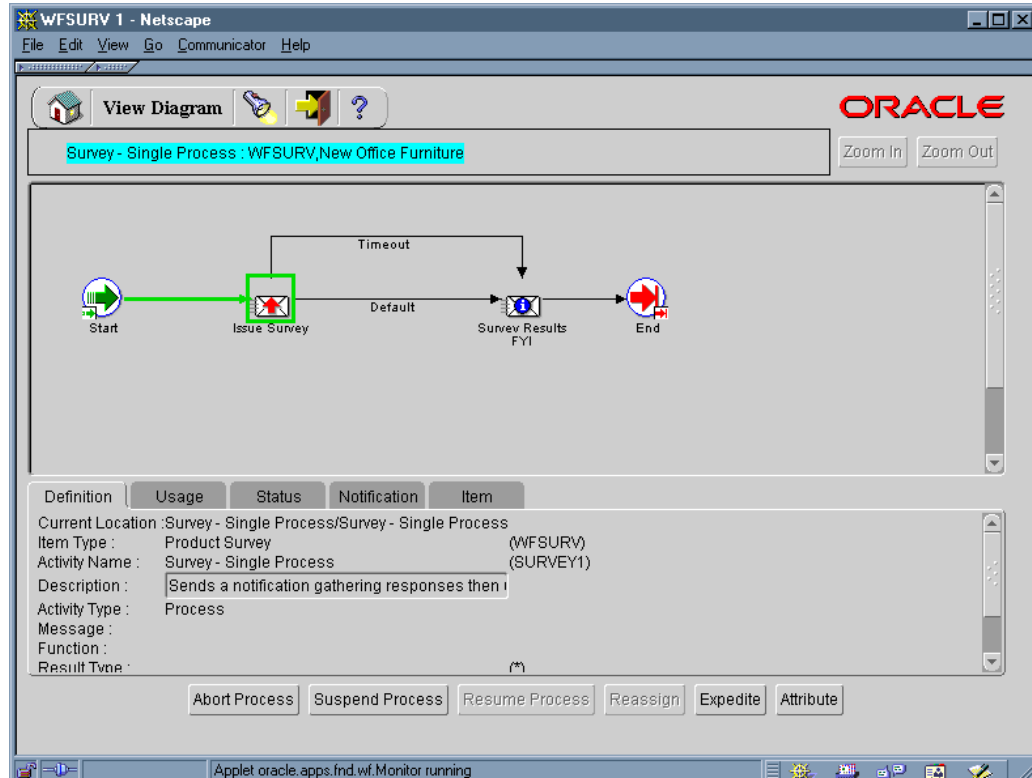 WFSURV 1 - Netscape
File Edit View Go Communicator Help
View Diagram ?
ORACLE
Survey - Single Process : WFSURV,New Office Furniture
Zoom In Zoom Out
Timeout
Default
Start
Issue Survey
Survey Results
FYI
End
Definition Usage Status Notification Item
Current Location :Survey - Single Process/Survey - Single Process
Item Type : Product Survey (WFSURV)
Activity Name : Survey - Single Process (SURVEY1)
Description : Sends a notification gathering responses then
Activity Type : Process
Message :
Function :
Result Type : (*)
Abort Process Suspend Process Resume Process Reassign Expedite Attribute
Applet oracle.apps.fnd.wf.Monitor running